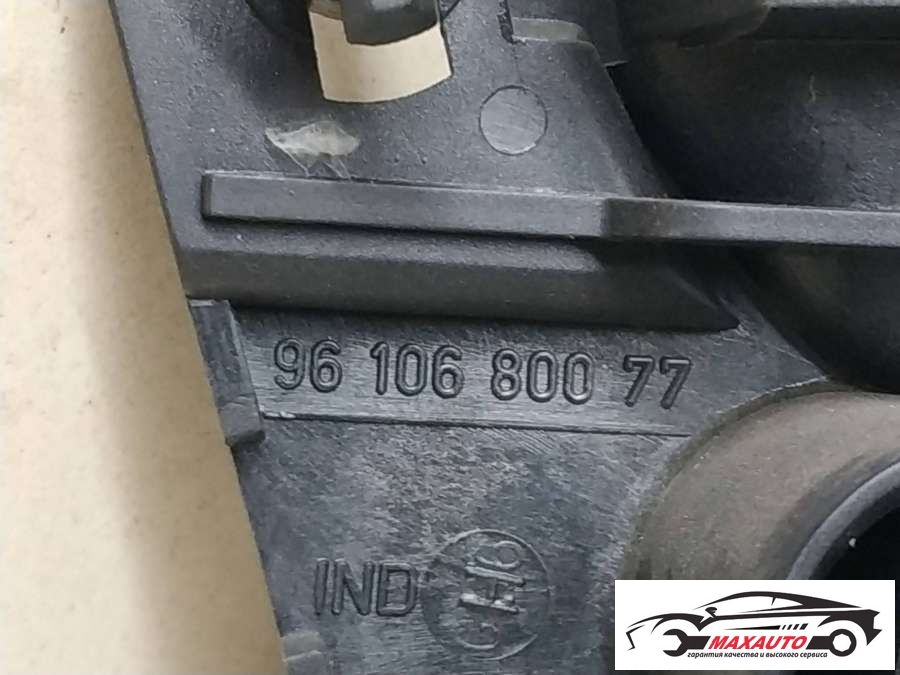 96 106 800 77
IND
MAXAUTO
гарантия качества и высокого сервиса